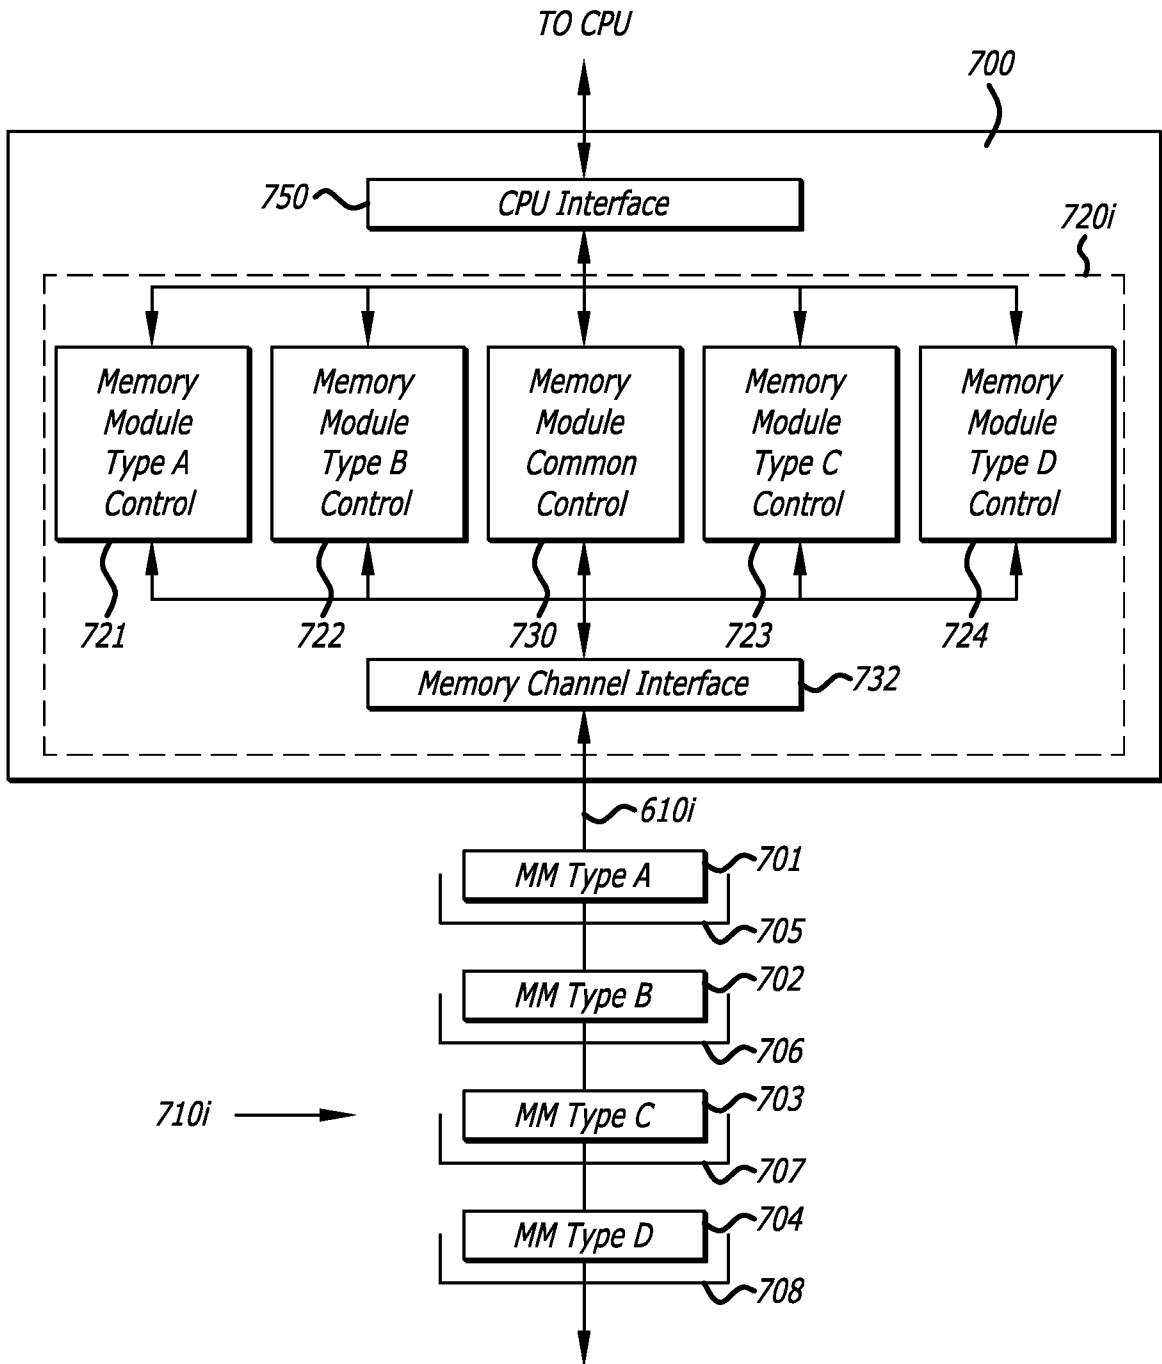 TO CPU
700
750
CPU Interface
720i
Memory
Module
Type A
Control
Memory
Module
Type B
Control
Memory
Module
Common
Control
Memory
Module
Type C
Control
Memory
Module
Type D
Control
721
722
730
723
724
Memory Channel Interface
732
610i
MM Type A
701
705
MM Type B
702
706
710i
MM Type C
703
707
MM Type D
704
708